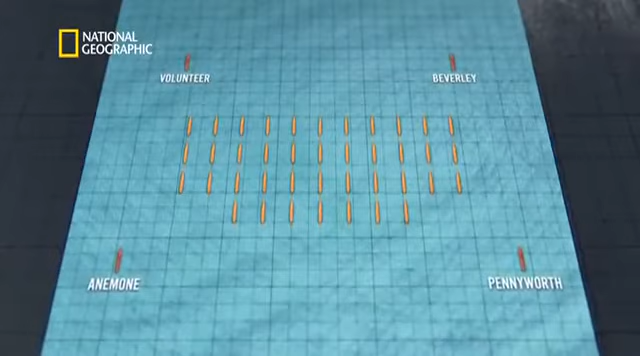 NATIONAL
GEOGRAPHIC
VOLUNTEER
BEVERLEY
ANEMONE
PENNYWORTH